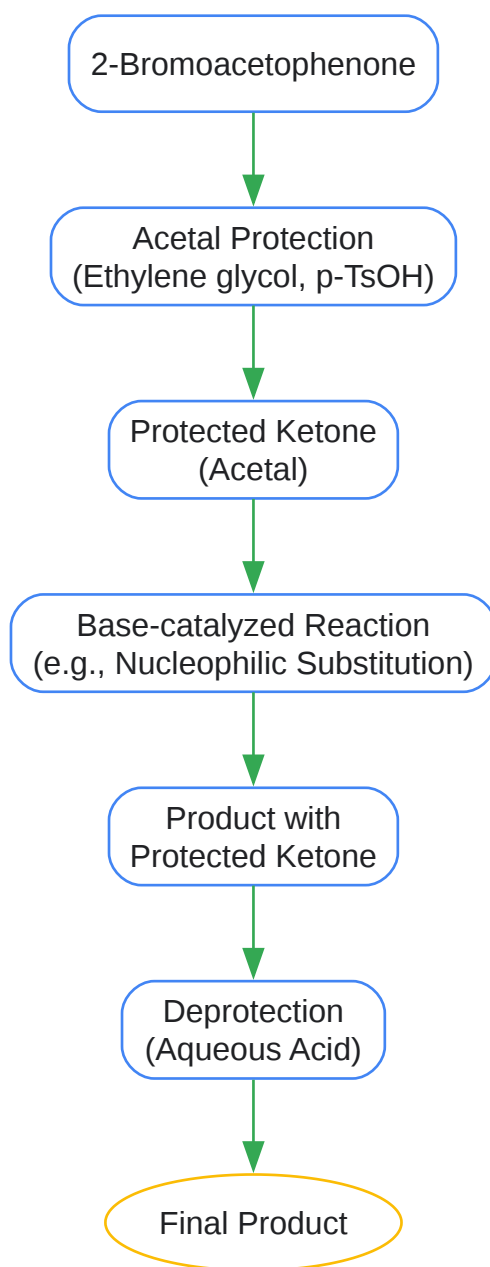 2-Bromoacetophenone
Acetal Protection
(Ethylene glycol, p-TsOH)
Protected Ketone
(Acetal)
Base-catalyzed Reaction
(e.g., Nucleophilic Substitution)
Product with
Protected Ketone
Deprotection
(Aqueous Acid)
Final Product